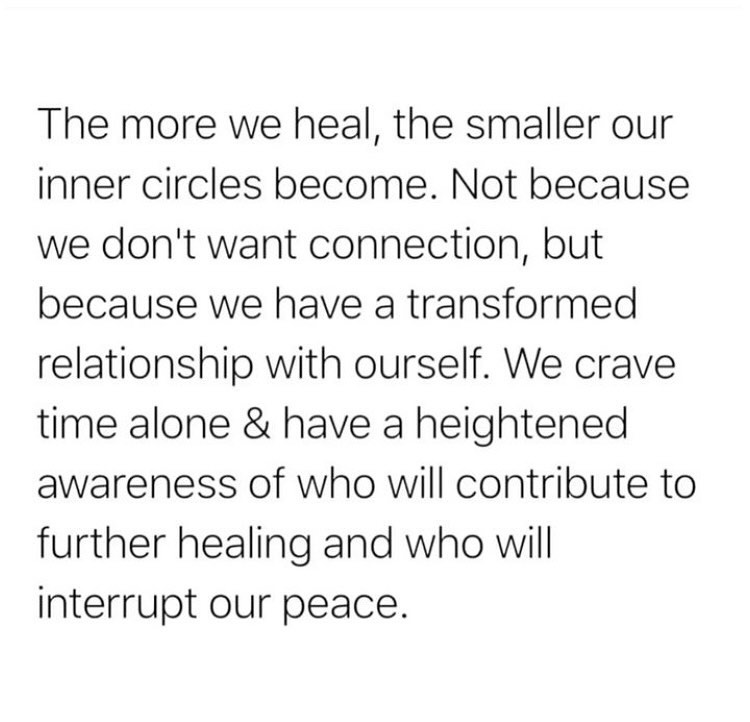 The more we heal, the smaller our
inner circles become. Not because
we don't want connection, but
because we have a transformed
relationship with ourself. We crave
time alone & have a heightened
awareness of who will contribute to
further healing and who will
interrupt our peace.